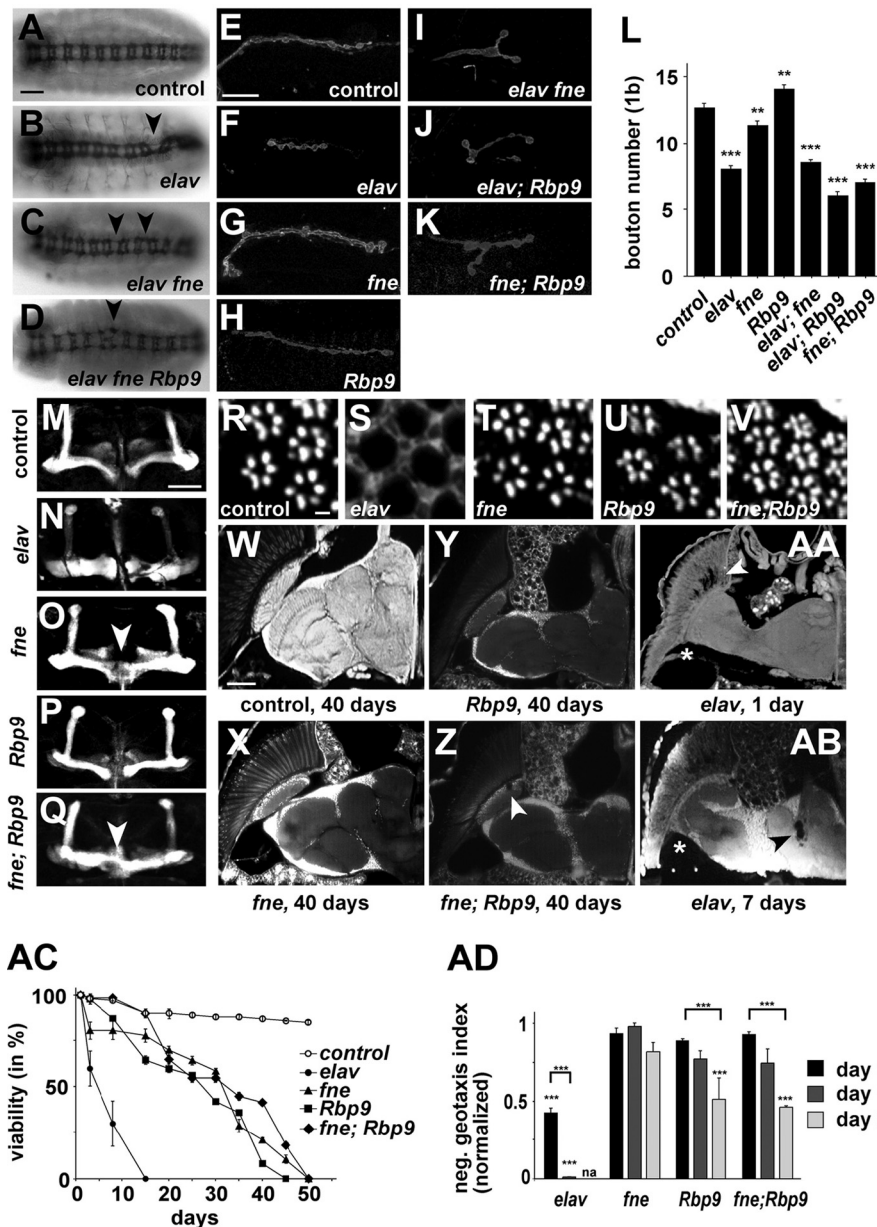 A
control
B
elav
C
elav fne
D
elav fne Rbp9
E
control
F
elav
G
fne
H
Rbp9
I
elav fne
J
elav; Rbp9
K
fne; Rbp9
L
bouton number (1b)
15
10
5
0
**
**
***
***
***
***
control
elav
fne
Rbp9
elav; fne
elav; Rbp9
fne; Rbp9
M
control
N
elav
O
fne
P
Rbp9
Q
fne; Rbp9
R
control
S
elav
T
fne
U
Rbp9
V
fne;Rbp9
W
control, 40 days
Y
Rbp9, 40 days
AA
*
elav, 1 day
X
fne, 40 days
Z
fne; Rbp9, 40 days
AB
*
elav, 7 days
AC
viability (in %)
100
50
0
0
10
20
30
40
50
days
control
elav
fne
Rbp9
fne; Rbp9
AD
neg. geotaxis index
(normalized)
1
0.5
0
***
***
***
na
***
***
***
***
elav
fne
Rbp9
fne;Rbp9
day
day
day